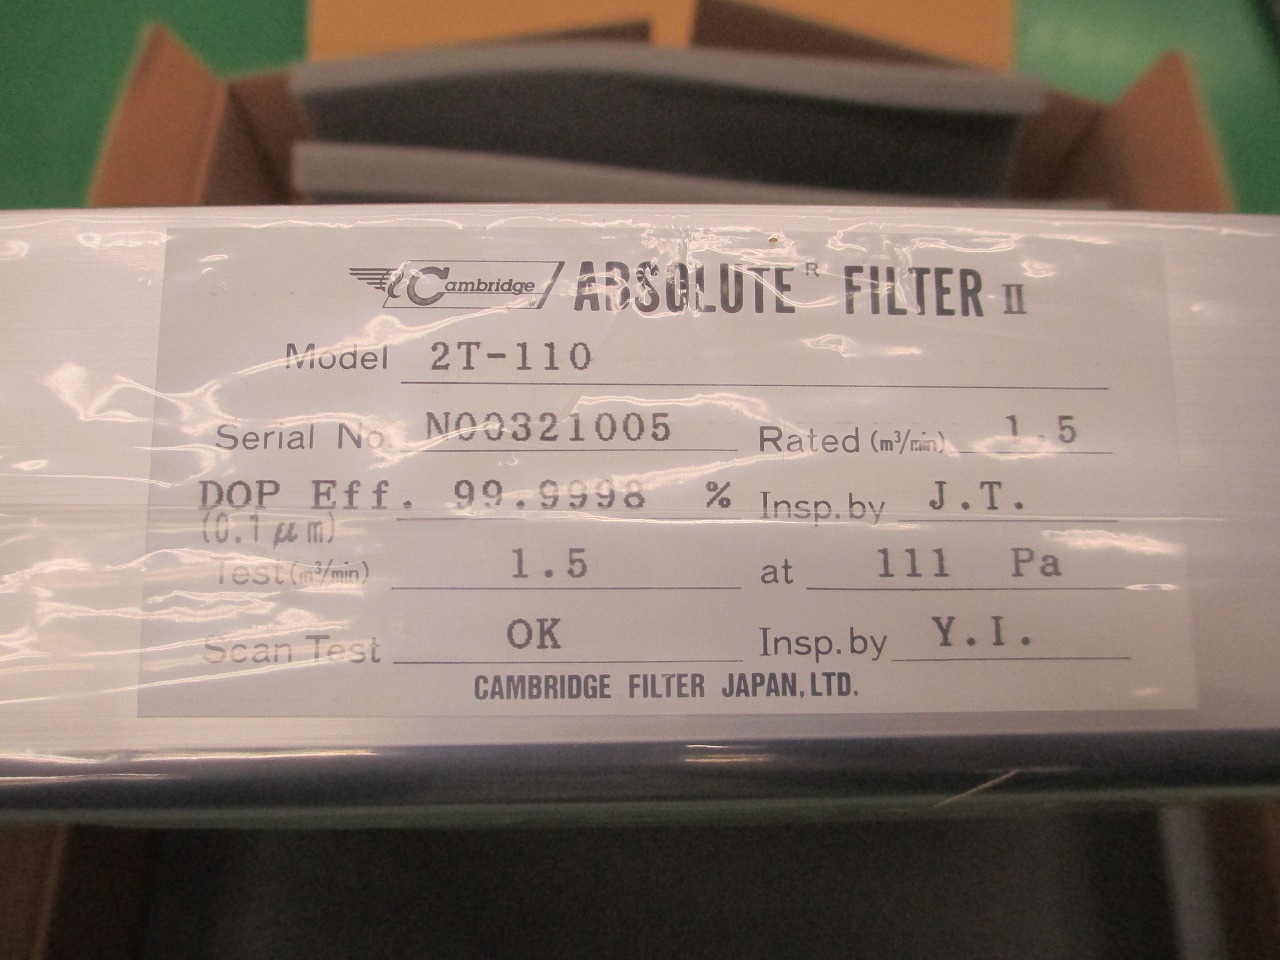 Cambridge ABSOLUTE® FILTER II
Model 2T-110
Serial No. N00321005 Rated (m³/min) 1.5
DOP Eff. 99.9998 % Insp. by J.T.
(0.1 μm)
Test (m³/min) 1.5 at 111 Pa
Scan Test OK Insp. by Y.I.
CAMBRIDGE FILTER JAPAN, LTD.